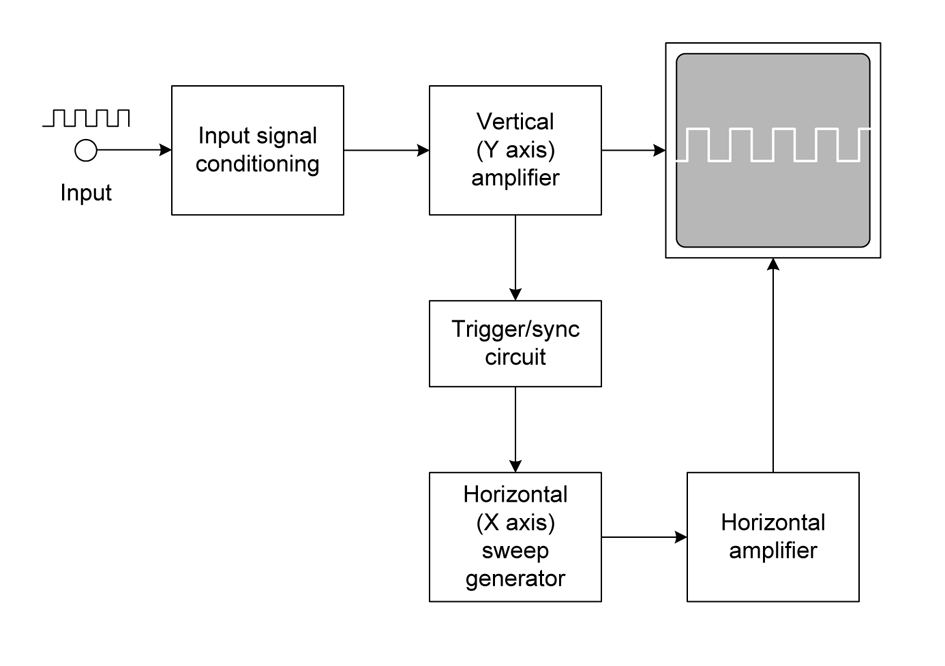 Input
Input signal
conditioning
Vertical
(Y axis)
amplifier
Trigger/sync
circuit
Horizontal
(X axis)
sweep
generator
Horizontal
amplifier